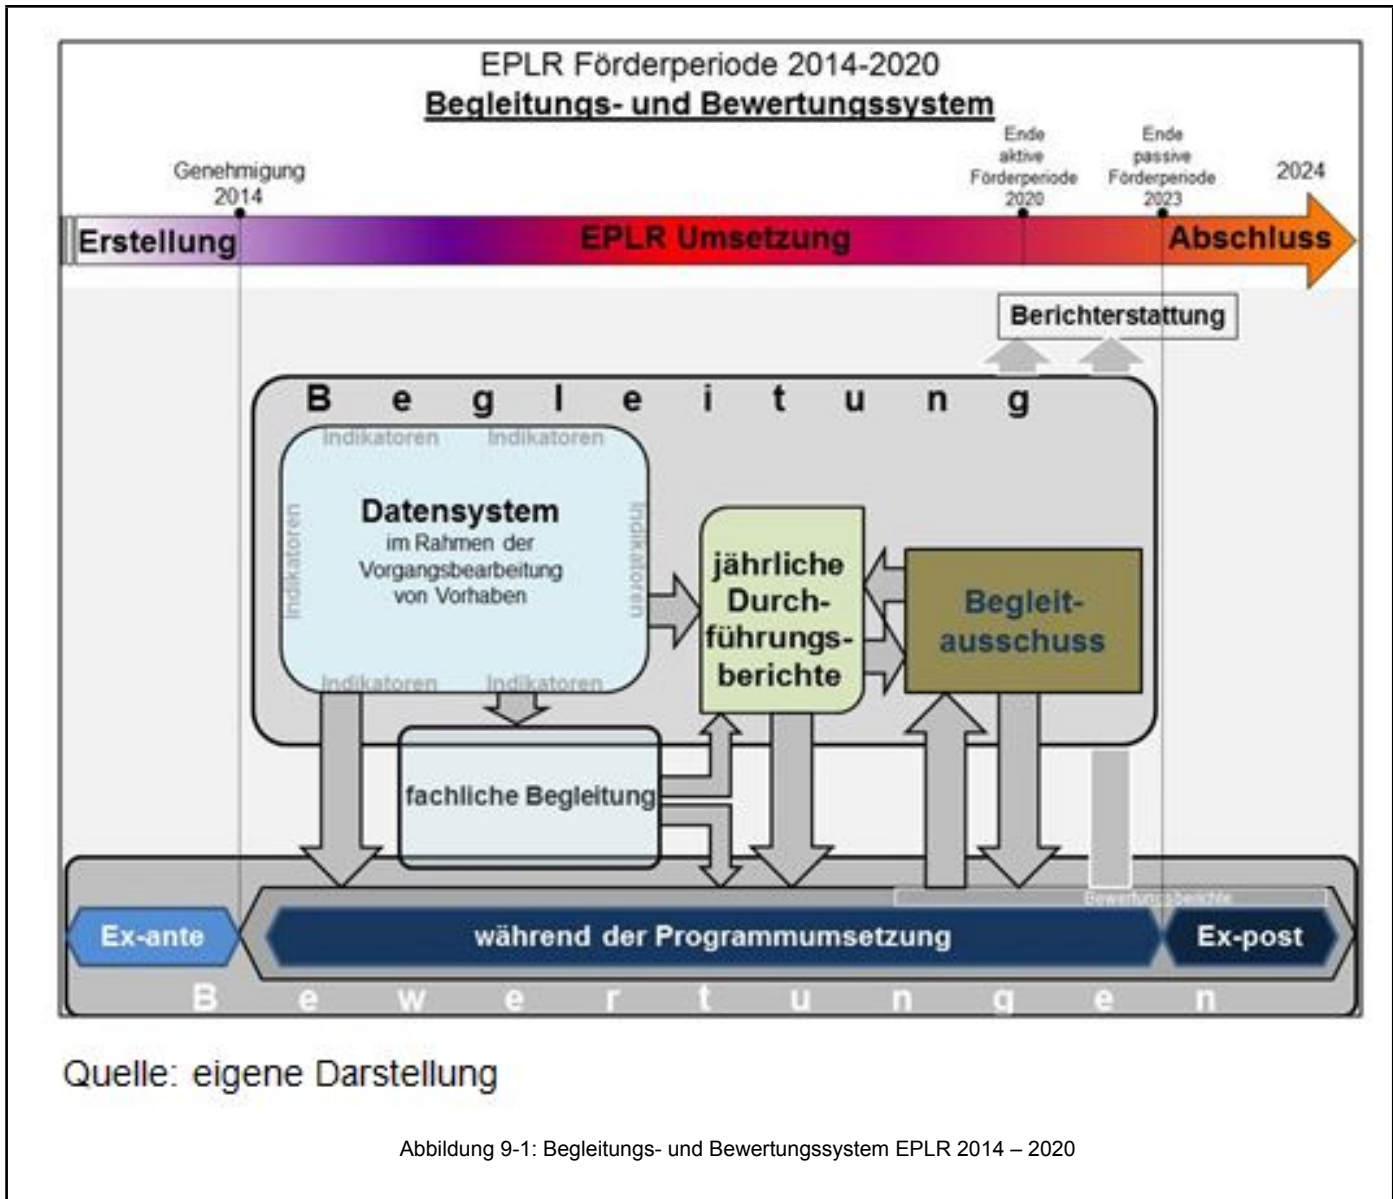 EPLR Förderperiode 2014-2020
Begleitungs- und Bewertungssystem
Genehmigung
2014
Ende
aktive
Förderperiode
2020
Ende
passive
Förderperiode
2023
2024
Erstellung
EPLR Umsetzung
Abschluss
Berichterstattung
Begleitung
Indikatoren
Indikatoren
Indikatoren
Indikatoren
Datensystem
im Rahmen der
Vorgangsbearbeitung
von Vorhaben
Indikatoren
Indikatoren
jährliche
Durch-
führungs-
berichte
Begleit-
ausschuss
fachliche Begleitung
Bewertungsberichte
Ex-ante
während der Programmumsetzung
Ex-post
Bewertungen
Quelle: eigene Darstellung
Abbildung 9-1: Begleitungs- und Bewertungssystem EPLR 2014 – 2020